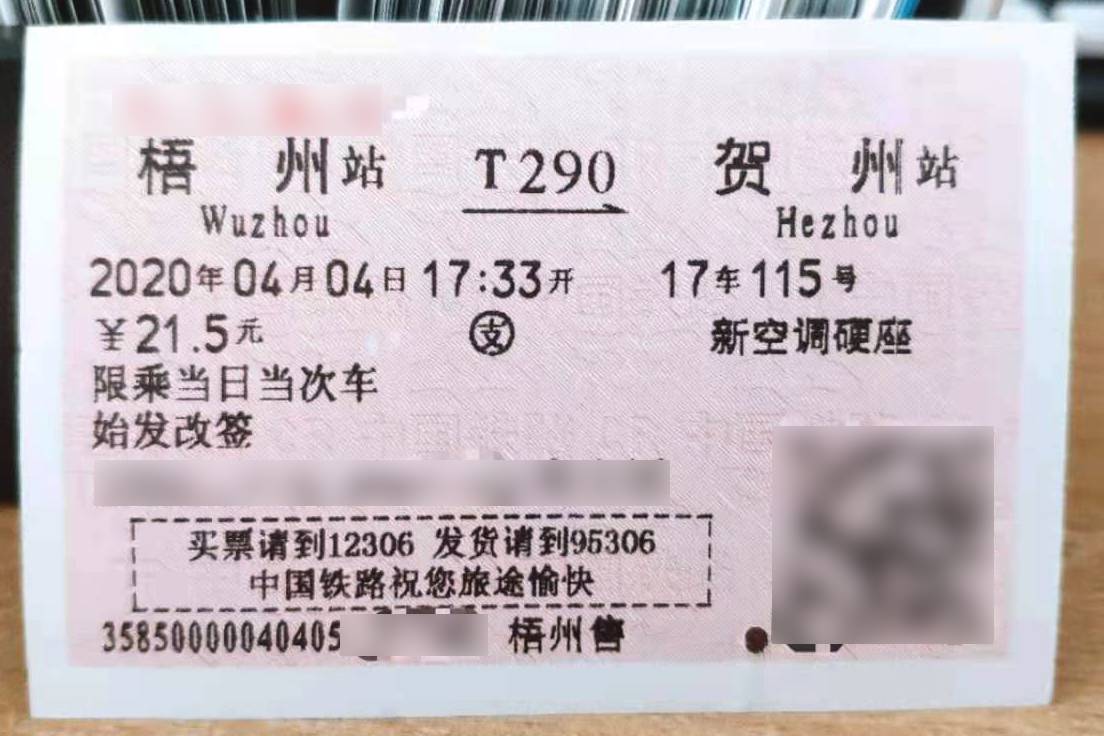 梧州站 T290 贺州站
Wuzhou Hezhou
2020年04月04日17:33开 17车115号
￥21.5元 支 新空调硬座
限乘当日当次车
始发改签
买票请到12306 发货请到95306
中国铁路祝您旅途愉快
35850000040405 梧州售